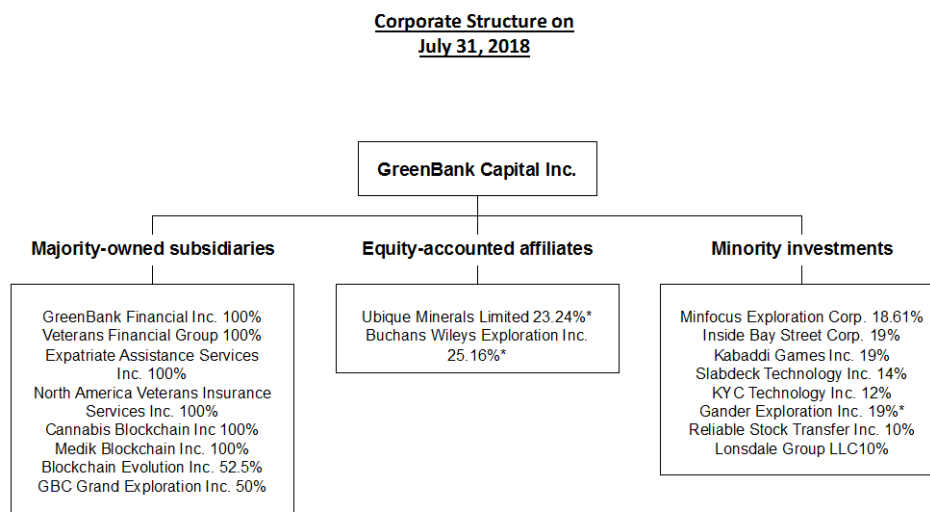 Corporate Structure on
July 31, 2018
GreenBank Capital Inc.
Majority-owned subsidiaries
GreenBank Financial Inc. 100%
Veterans Financial Group 100%
Expatriate Assistance Services
Inc. 100%
North America Veterans Insurance
Services Inc. 100%
Cannabis Blockchain Inc 100%
Medik Blockchain Inc. 100%
Blockchain Evolution Inc. 52.5%
GBC Grand Exploration Inc. 50%
Equity-accounted affiliates
Ubique Minerals Limited 23.24%*
Buchans Wileys Exploration Inc.
25.16%*
Minority investments
Minfocus Exploration Corp. 18.61%
Inside Bay Street Corp. 19%
Kabaddi Games Inc. 19%
Slabdeck Technology Inc. 14%
KYC Technology Inc. 12%
Gander Exploration Inc. 19%*
Reliable Stock Transfer Inc. 10%
Lonsdale Group LLC10%